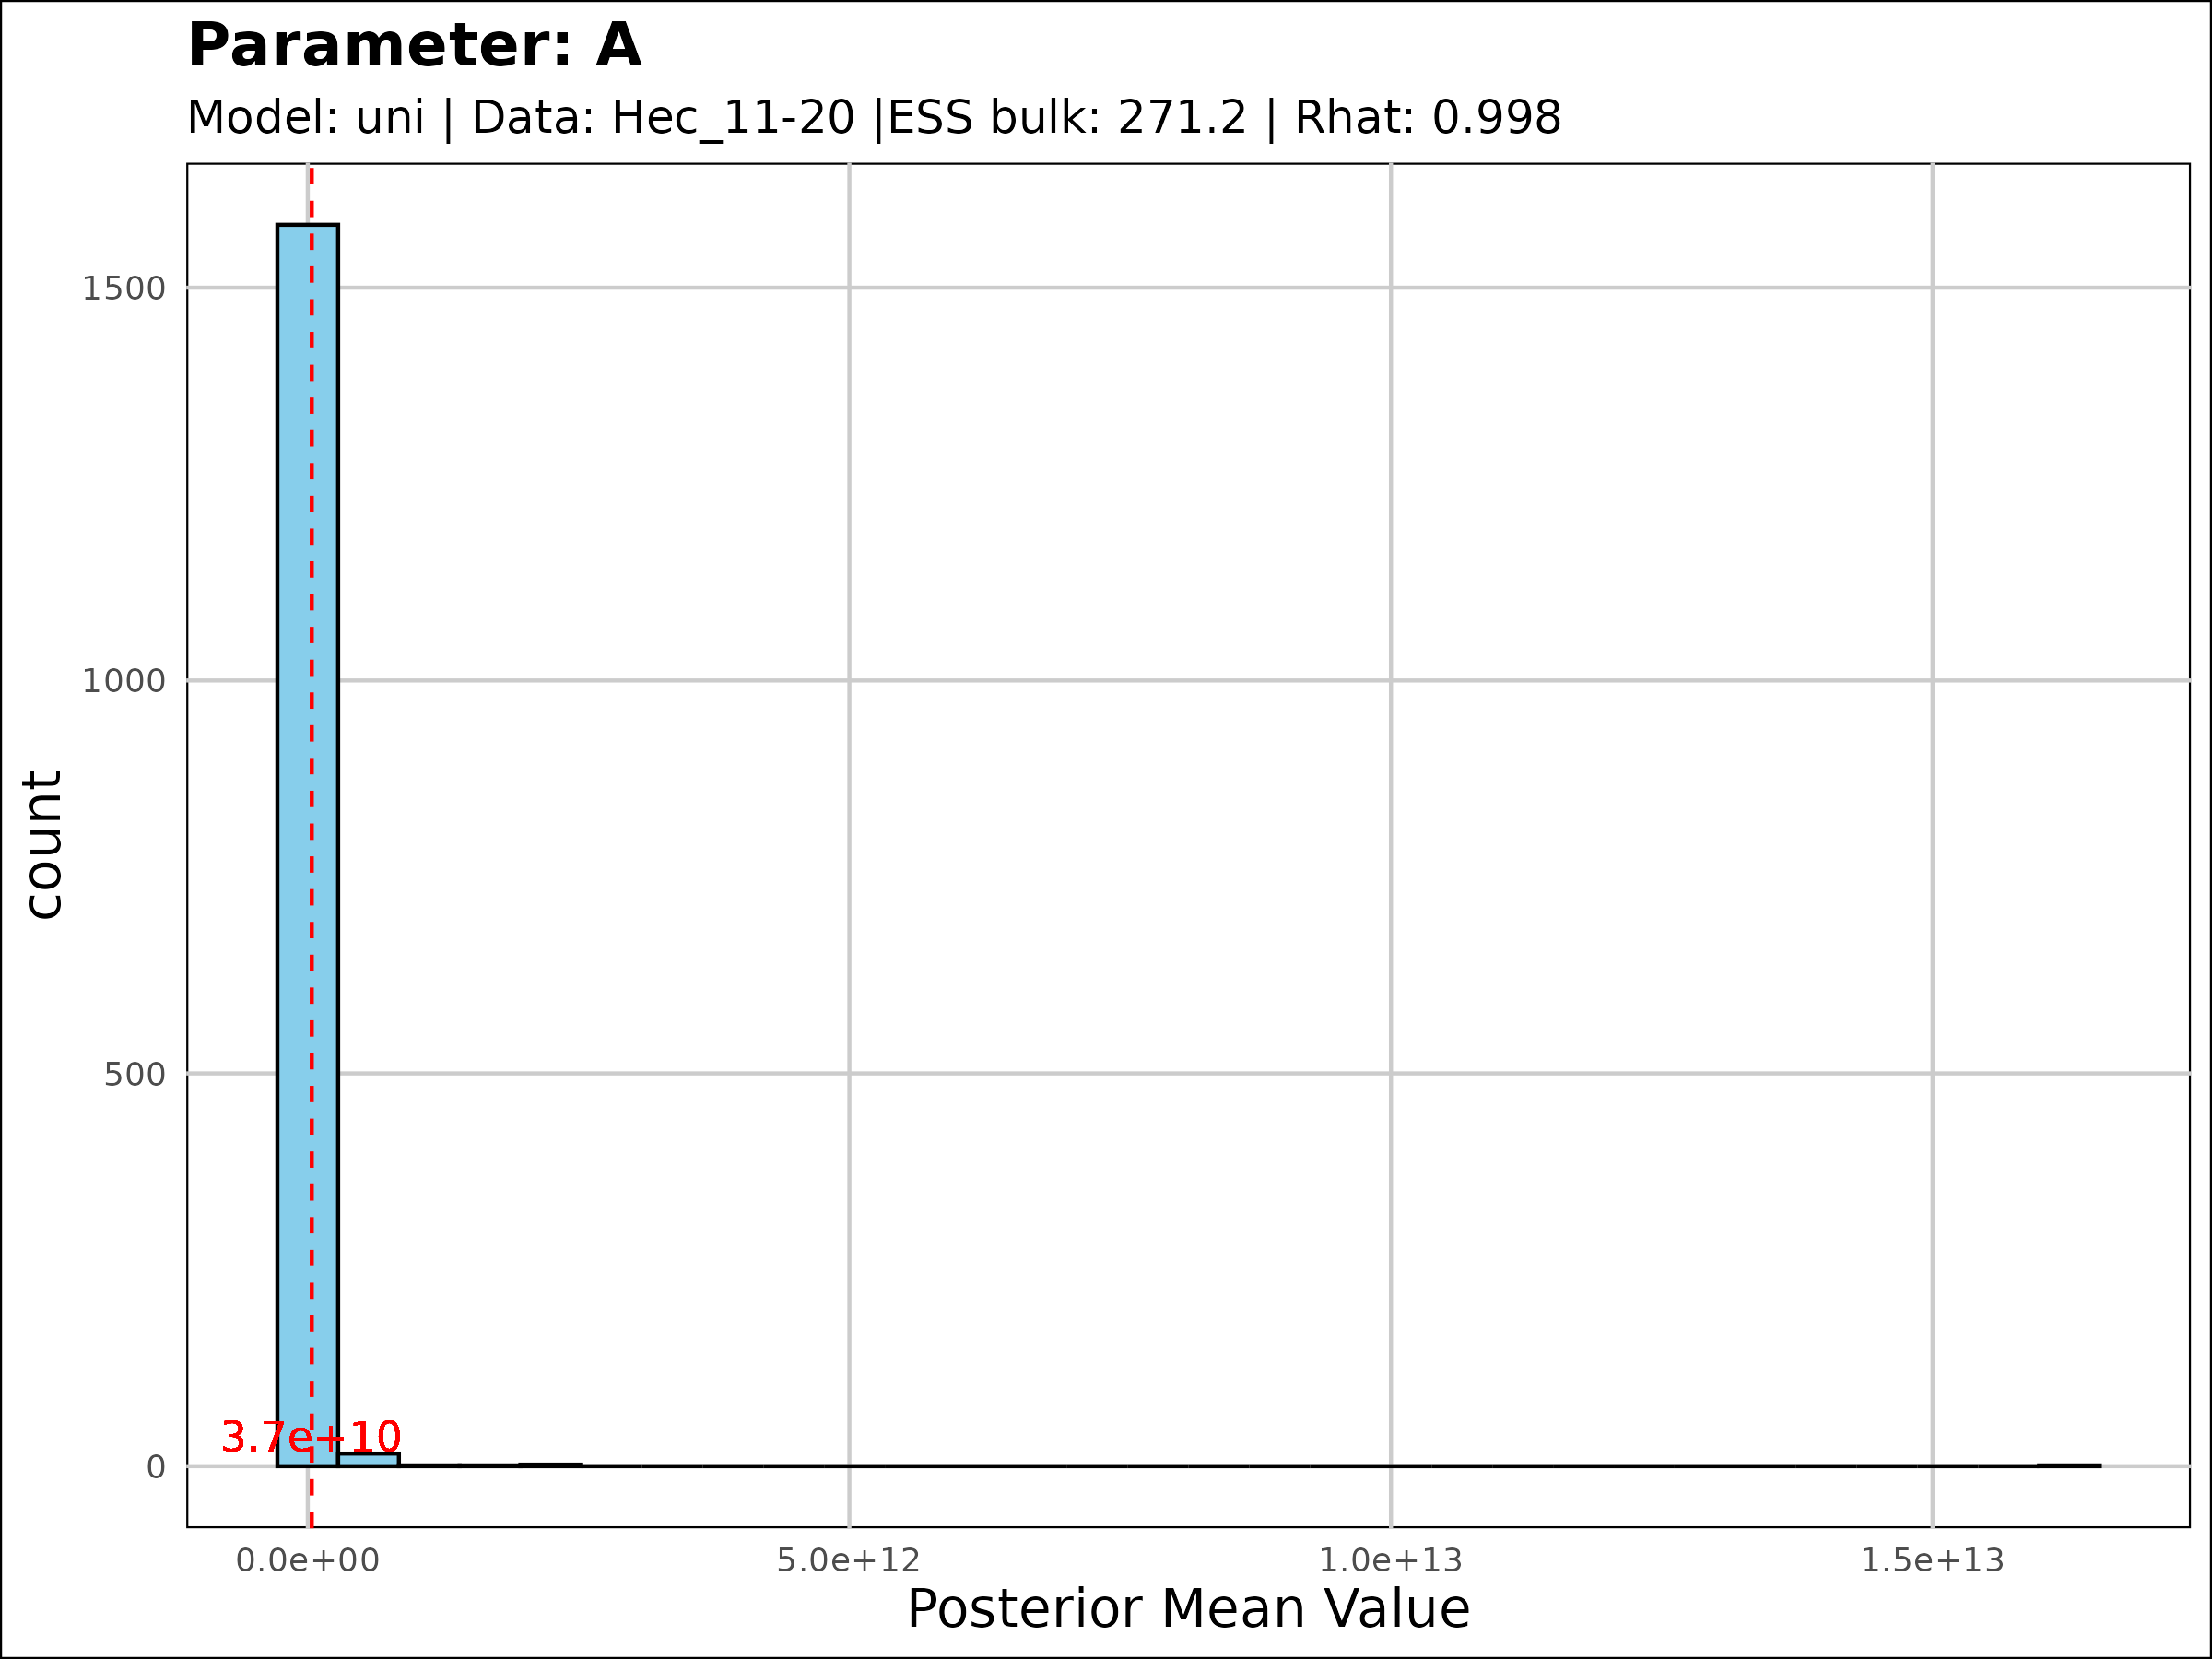 Parameter: A
Model: uni | Data: Hec_11-20 |ESS bulk: 271.2 | Rhat: 0.998
count
1500
1000
500
0
3.7e+10
0.0e+00
5.0e+12
1.0e+13
1.5e+13
Posterior Mean Value